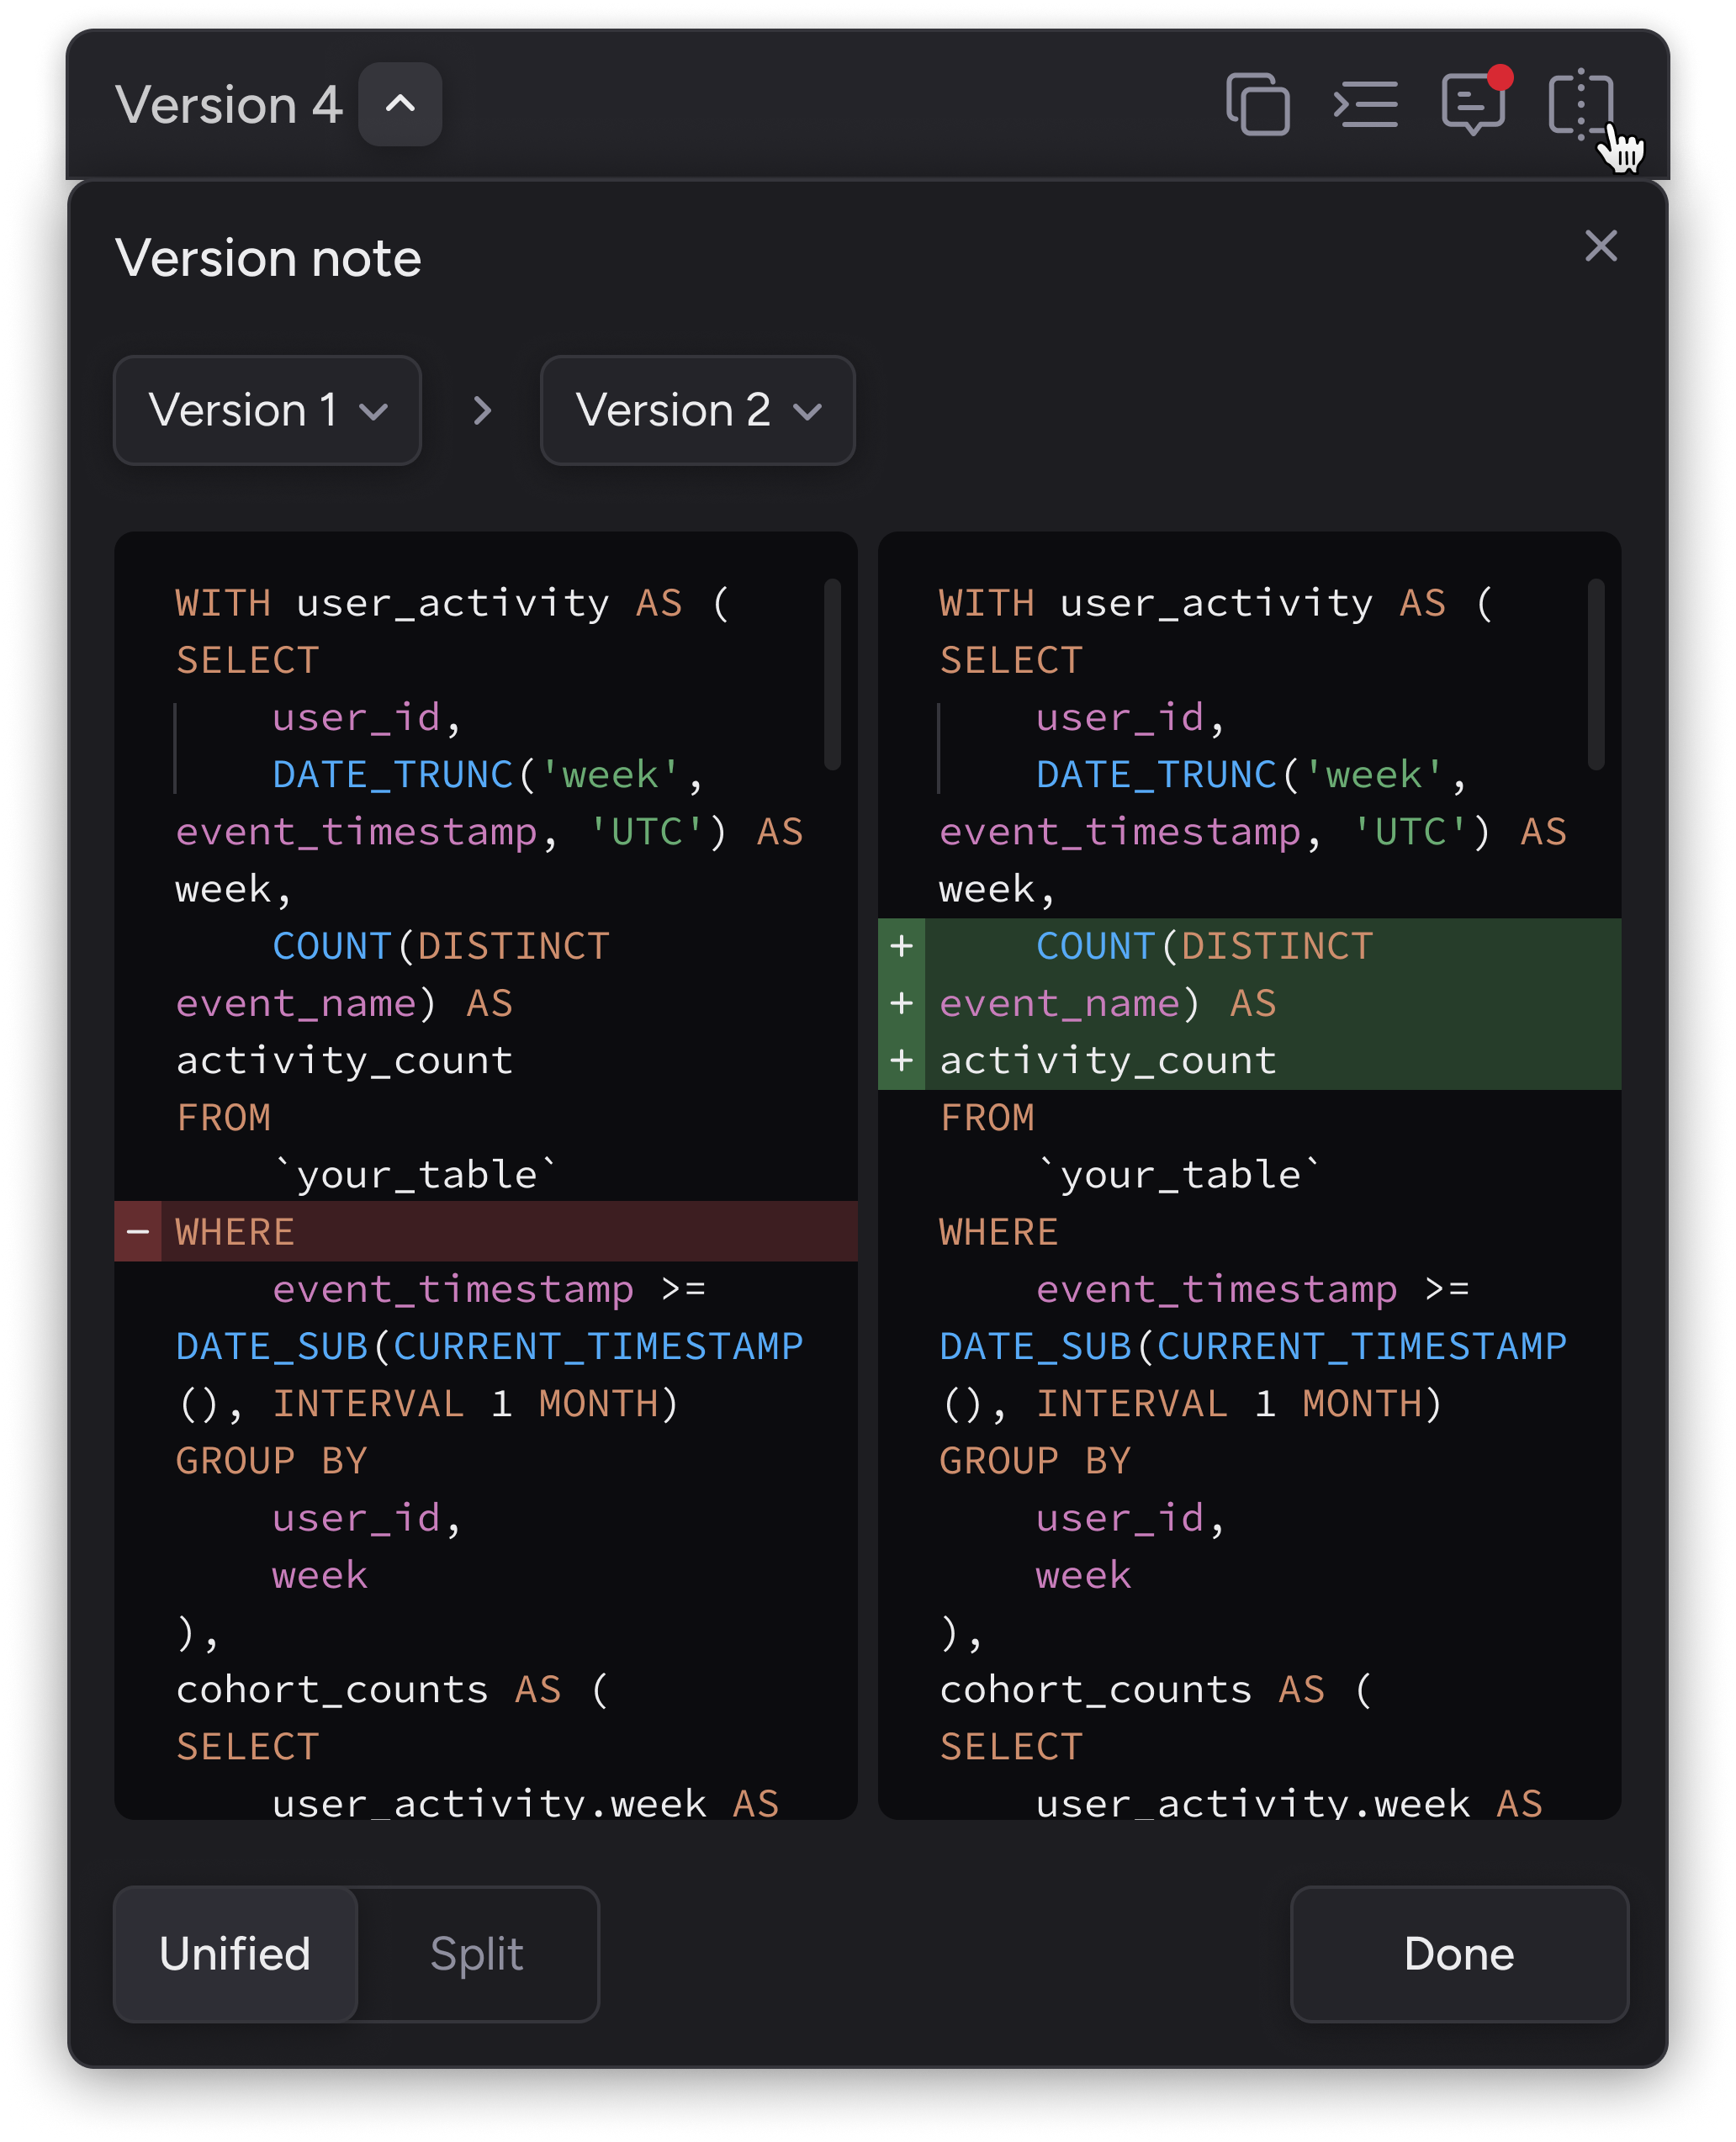 Version 4
Version note
Version 1 > Version 2
WITH user_activity AS (
SELECT
    user_id,
    DATE_TRUNC('week',
event_timestamp, 'UTC') AS
week,
    COUNT(DISTINCT
event_name) AS
activity_count
FROM
    `your_table`
− WHERE
    event_timestamp >=
DATE_SUB(CURRENT_TIMESTAMP
(), INTERVAL 1 MONTH)
GROUP BY
    user_id,
    week
),
cohort_counts AS (
SELECT
    user_activity.week AS
WITH user_activity AS (
SELECT
    user_id,
    DATE_TRUNC('week',
event_timestamp, 'UTC') AS
week,
+     COUNT(DISTINCT
+ event_name) AS
+ activity_count
FROM
    `your_table`
WHERE
    event_timestamp >=
DATE_SUB(CURRENT_TIMESTAMP
(), INTERVAL 1 MONTH)
GROUP BY
    user_id,
    week
),
cohort_counts AS (
SELECT
    user_activity.week AS
Unified Split
Done